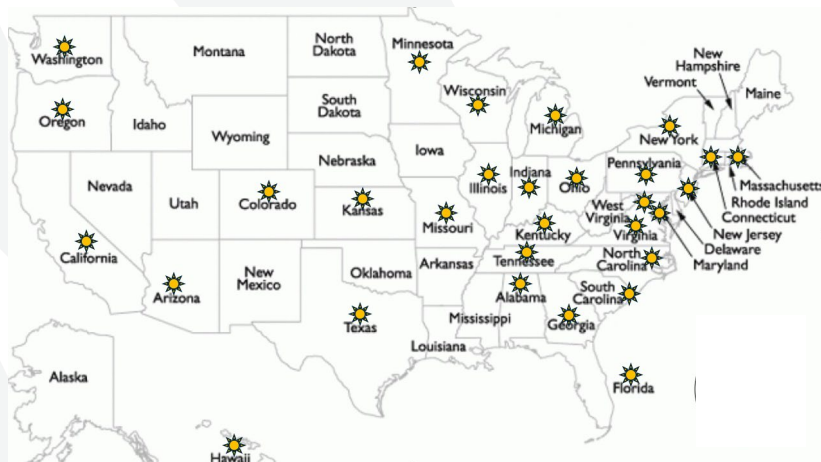 Washington
Montana
North
Dakota
Minnesota
New
Hampshire
Vermont
Maine
Oregon
Idaho
South
Dakota
Wisconsin
Michigan
New York
Wyoming
Iowa
Nebraska
Pennsylvania
Massachusetts
Rhode Island
Connecticut
New Jersey
Delaware
Maryland
Nevada
Utah
Colorado
Kansas
Illinois
Indiana
Ohio
West
Virginia
Virginia
Missouri
Kentucky
California
Arizona
New
Mexico
Oklahoma
Arkansas
Tennessee
North
Carolina
South
Carolina
Texas
Mississippi
Alabama
Georgia
Louisiana
Alaska
Florida
Hawaii